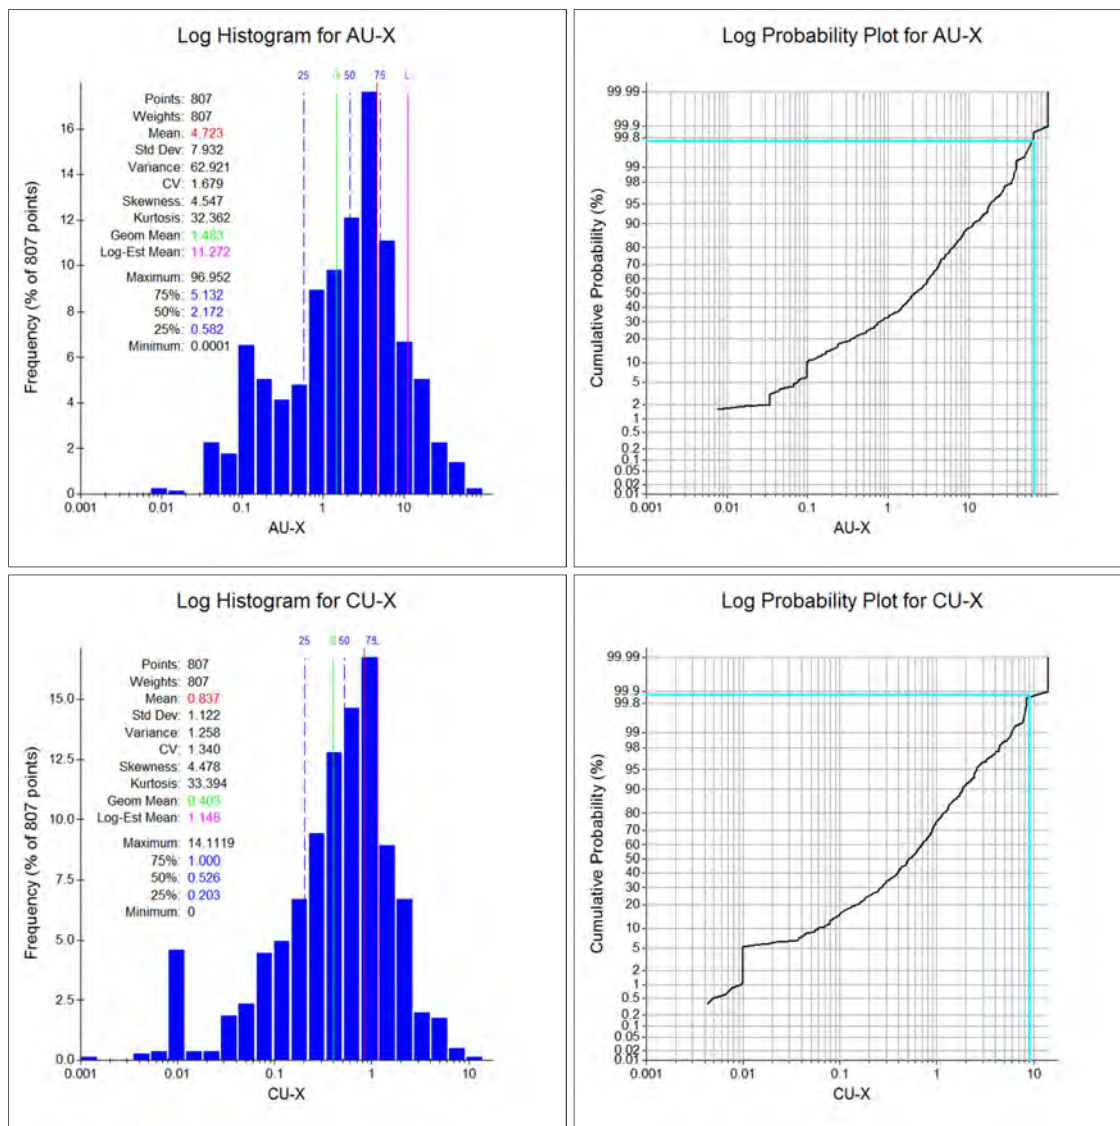 Log Histogram for AU-X
25 G 50 75 L
Points: 807
Weights: 807
Mean: 4.723
Std Dev: 7.932
Variance: 62.921
CV: 1.679
Skewness: 4.547
Kurtosis: 32.362
Geom Mean: 1.483
Log-Est Mean: 11.272
Maximum: 96.952
75%: 5.132
50%: 2.172
25%: 0.582
Minimum: 0.0001
Frequency (% of 807 points)
16
14
12
10
8
6
4
2
0
0.01 0.1 1 10
AU-X
Log Probability Plot for AU-X
Cumulative Probability (%)
99.99
99.9
99.8
99
98
95
90
80
70
60
50
40
30
20
10
5
2
1
0.5
0.2
0.1
0.05
0.02
0.01
0.001 0.01 0.1 1 10
AU-X
Log Histogram for CU-X
25 G 50 75 L
Points: 807
Weights: 807
Mean: 0.837
Std Dev: 1.122
Variance: 1.258
CV: 1.340
Skewness: 4.478
Kurtosis: 33.394
Geom Mean: 0.403
Log-Est Mean: 1.148
Maximum: 14.1119
75%: 1.000
50%: 0.526
25%: 0.203
Minimum: 0
Frequency (% of 807 points)
15.0
12.5
10.0
7.5
5.0
2.5
0.0
0.001 0.01 0.1 1 10
CU-X
Log Probability Plot for CU-X
Cumulative Probability (%)
99.99
99.9
99.8
99
98
95
90
80
70
60
50
40
30
20
10
5
2
1
0.5
0.2
0.1
0.05
0.02
0.01
0.001 0.01 0.1 1 10
CU-X